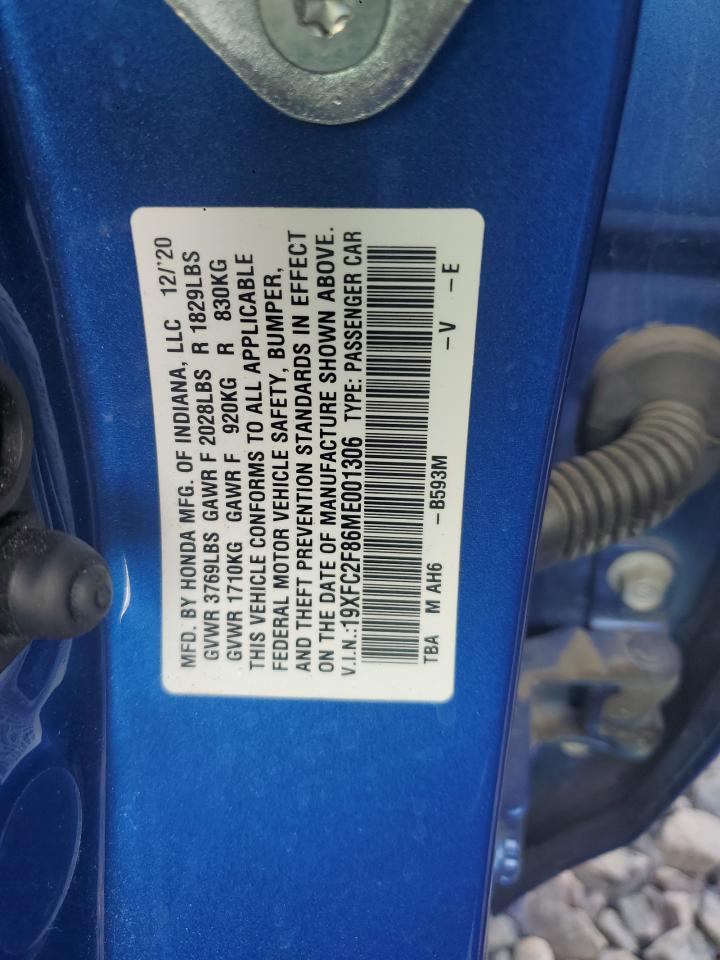 MFD. BY HONDA MFG. OF INDIANA, LLC 12/'20
GVWR 3769LBS GAWR F 2028LBS R 1829LBS
GVWR 1710KG GAWR F 920KG R 830KG
THIS VEHICLE CONFORMS TO ALL APPLICABLE
FEDERAL MOTOR VEHICLE SAFETY, BUMPER,
AND THEFT PREVENTION STANDARDS IN EFFECT
ON THE DATE OF MANUFACTURE SHOWN ABOVE.
V.I.N.:19XFC2F86ME001306 TYPE: PASSENGER CAR
TBA M AH6 -B593M -V -E